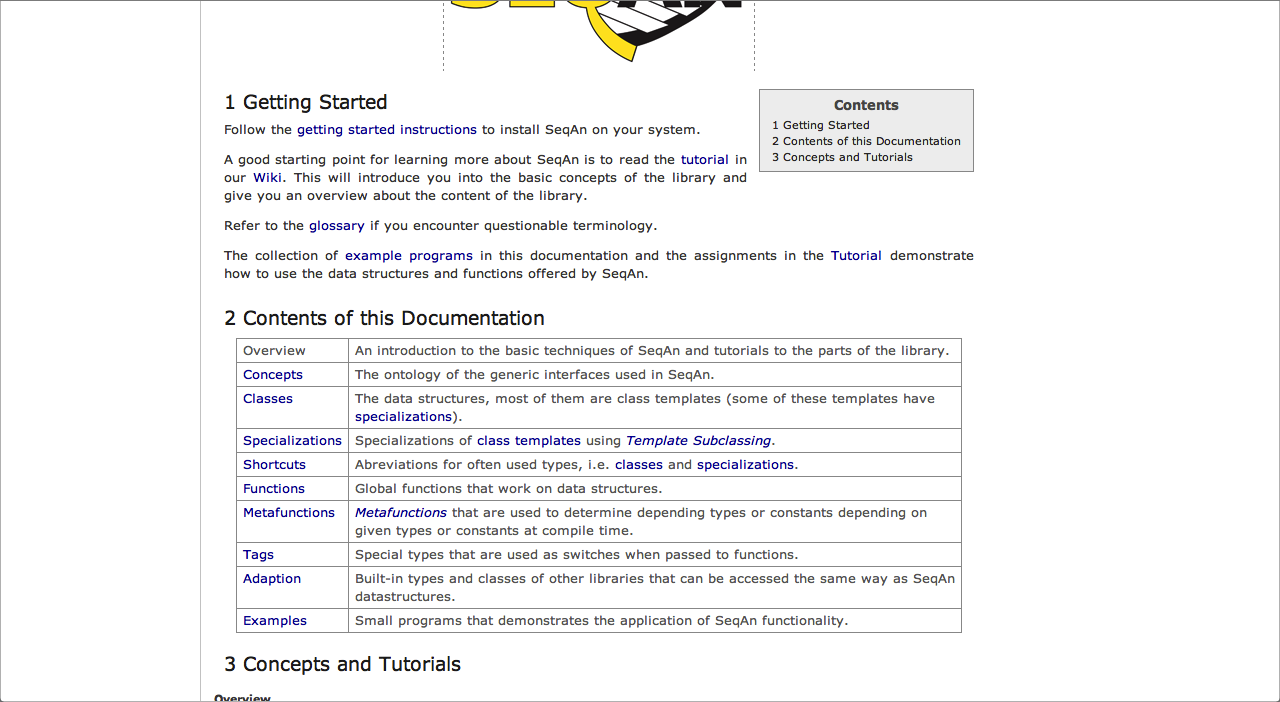 1 Getting Started
Follow the getting started instructions to install SeqAn on your system.
A good starting point for learning more about SeqAn is to read the tutorial in
our Wiki. This will introduce you into the basic concepts of the library and
give you an overview about the content of the library.
Refer to the glossary if you encounter questionable terminology.
The collection of example programs in this documentation and the assignments in the Tutorial demonstrate
how to use the data structures and functions offered by SeqAn.
Contents
1 Getting Started
2 Contents of this Documentation
3 Concepts and Tutorials
2 Contents of this Documentation
Overview An introduction to the basic techniques of SeqAn and tutorials to the parts of the library.
Concepts The ontology of the generic interfaces used in SeqAn.
Classes The data structures, most of them are class templates (some of these templates have
specializations).
Specializations Specializations of class templates using Template Subclassing.
Shortcuts Abreviations for often used types, i.e. classes and specializations.
Functions Global functions that work on data structures.
Metafunctions Metafunctions that are used to determine depending types or constants depending on
given types or constants at compile time.
Tags Special types that are used as switches when passed to functions.
Adaption Built-in types and classes of other libraries that can be accessed the same way as SeqAn
datastructures.
Examples Small programs that demonstrates the application of SeqAn functionality.
3 Concepts and Tutorials
Overview